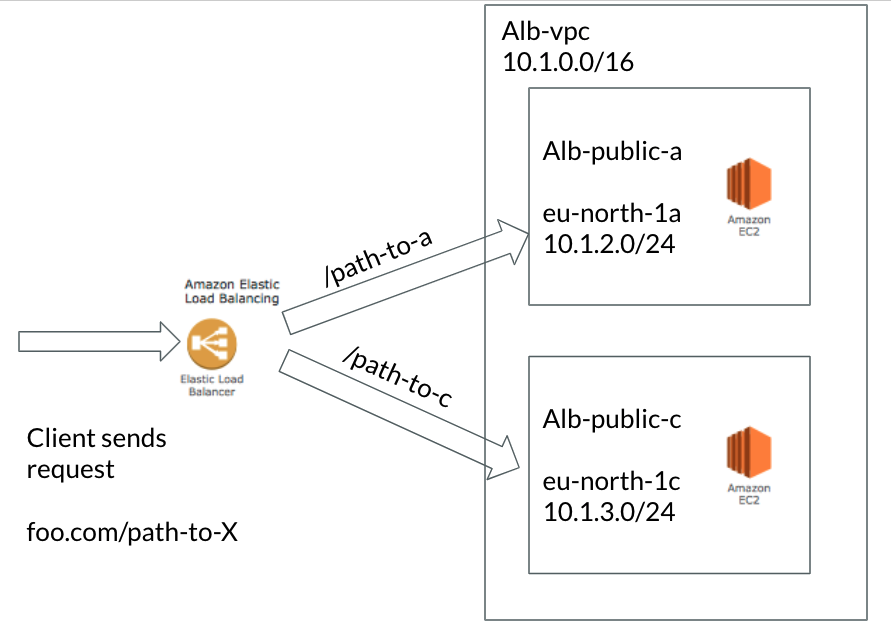 Alb-vpc
10.1.0.0/16
Alb-public-a
eu-north-1a
10.1.2.0/24
Amazon
EC2
/path-to-a
Amazon Elastic
Load Balancing
Elastic Load
Balancer
/path-to-c
Client sends
request
foo.com/path-to-X
Alb-public-c
eu-north-1c
10.1.3.0/24
Amazon
EC2